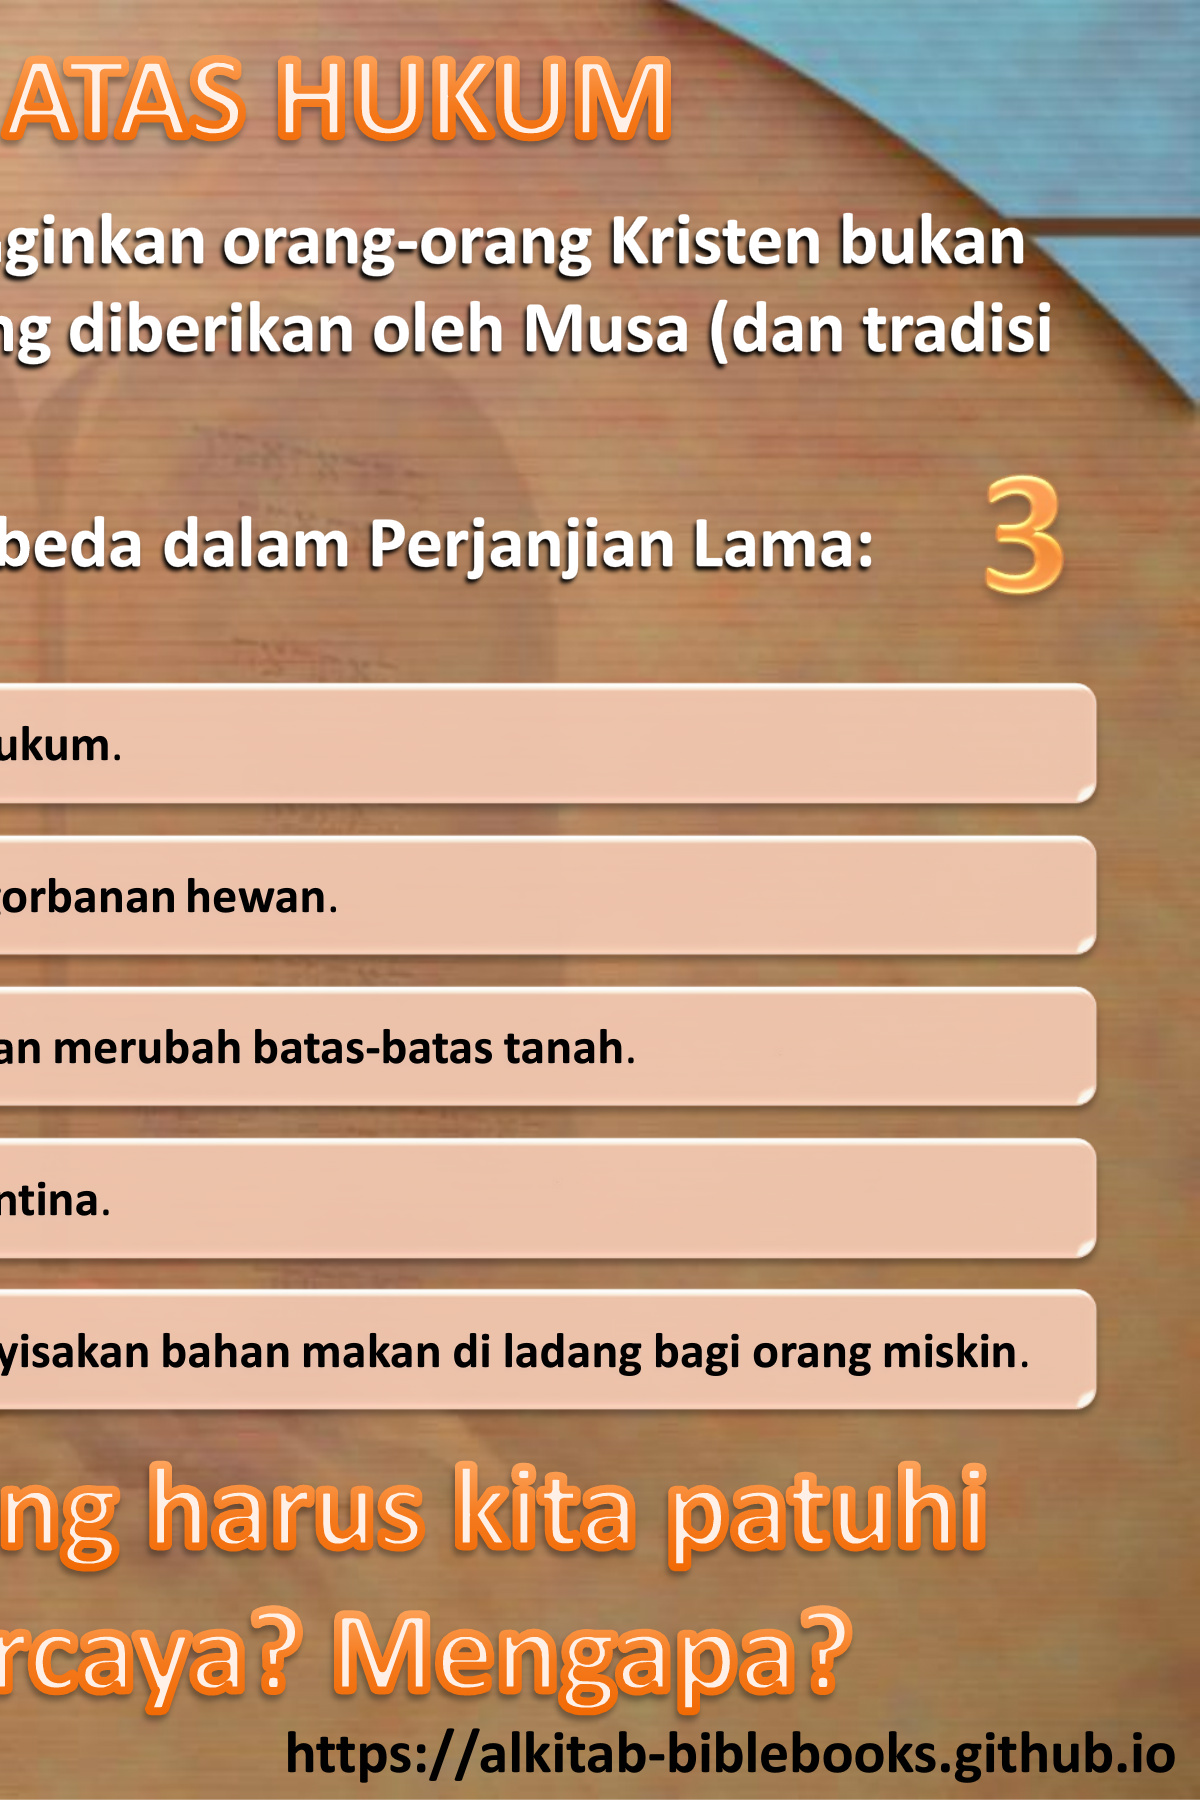 ATAS HUKUM
ginkan orang-orang Kristen bukan
ng diberikan oleh Musa (dan tradisi
beda dalam Perjanjian Lama:
3
ukum.
gorbanan hewan.
an merubah batas-batas tanah.
ntina.
yisakan bahan makan di ladang bagi orang miskin.
ng harus kita patuhi
rcaya? Mengapa?
https://alkitab-biblebooks.github.io